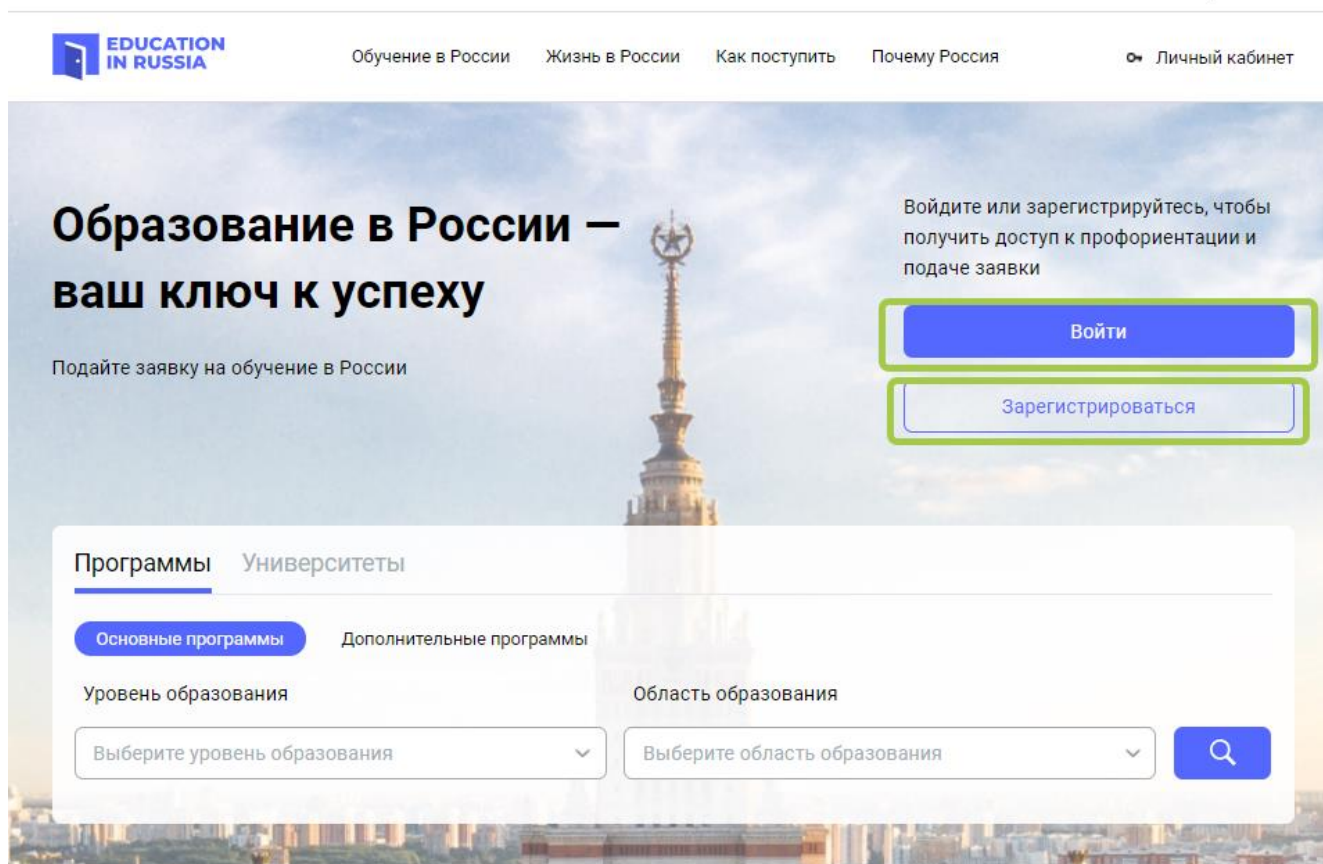 EDUCATION
IN RUSSIA
Обучение в России Жизнь в России Как поступить Почему Россия Личный кабинет
Образование в России —
ваш ключ к успеху
Подайте заявку на обучение в России
Войдите или зарегистрируйтесь, чтобы
получить доступ к профориентации и
подаче заявки
Войти
Зарегистрироваться
Программы Университеты
Основные программы Дополнительные программы
Уровень образования Область образования
Выберите уровень образования Выберите область образования